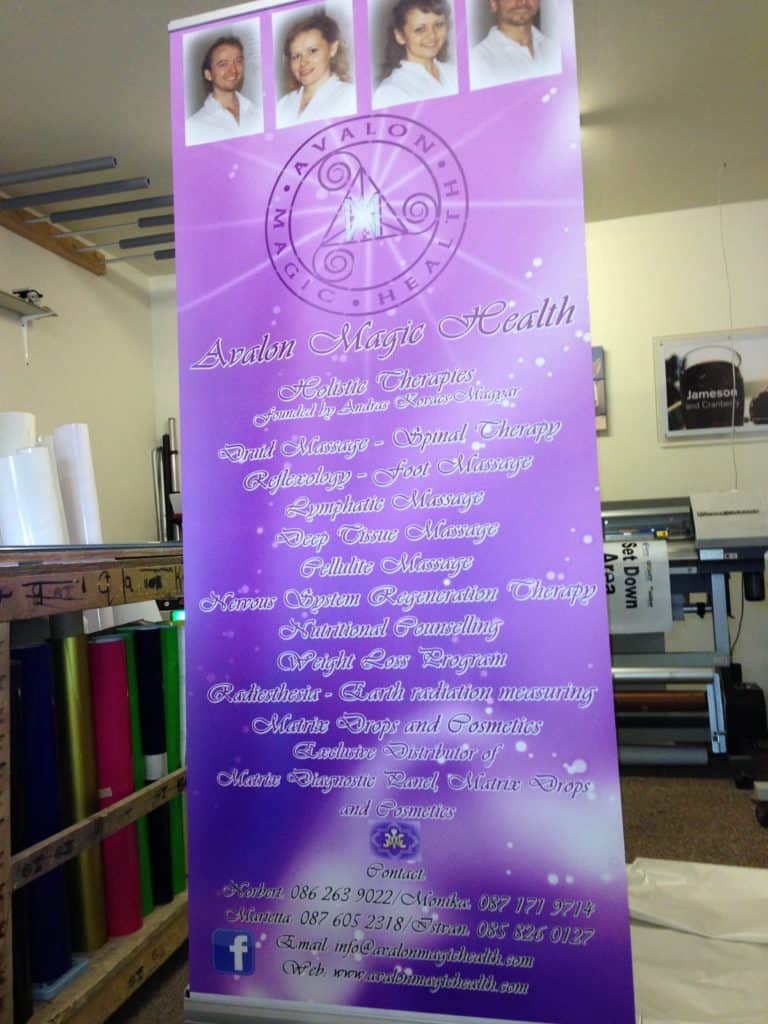 AVALON • MAGIC • HEALTH •
Avalon Magic Health
Holistic Therapies
Founded by Andras Kovacs-Magyar
Druid Massage - Spinal Therapy
Reflexology - Foot Massage
Lymphatic Massage
Deep Tissue Massage
Cellulite Massage
Nervous System Regeneration Therapy
Nutritional Counselling
Weight Loss Program
Radiesthesia - Earth radiation measuring
Matrix Drops and Cosmetics
Exclusive Distributor of
Matrix Diagnostic Panel, Matrix Drops
and Cosmetics
Contact:
Norbert: 086 263 9022/Monika: 087 171 9714
Marietta: 087 605 2318/Istvan: 085 826 0127
f
Email: info@avalonmagichealth.com
Web: www.avalonmagichealth.com
Jameson
and Cranberry
Set Down
Area